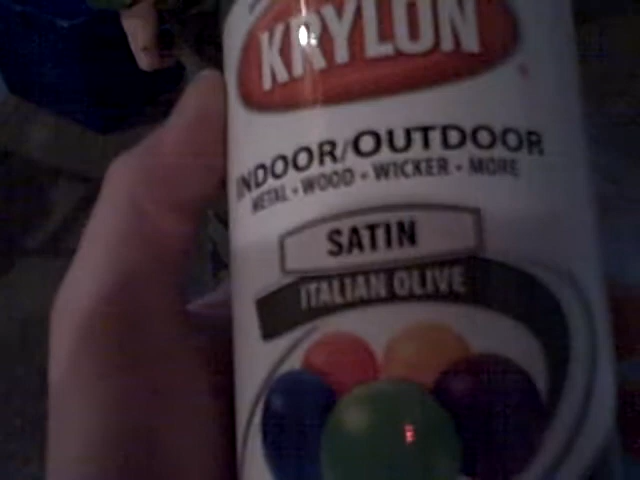 KRYLON
INDOOR/OUTDOOR
METAL • WOOD • WICKER • MORE
SATIN
ITALIAN OLIVE